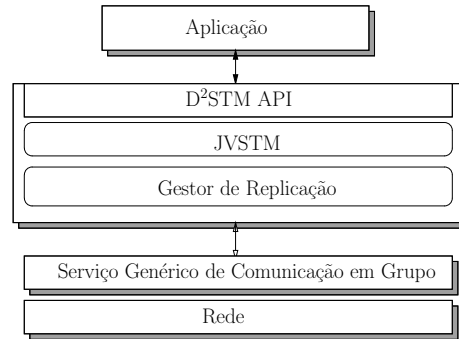 Aplicação
D²STM API
JVSTM
Gestor de Replicação
Serviço Genérico de Comunicação em Grupo
Rede